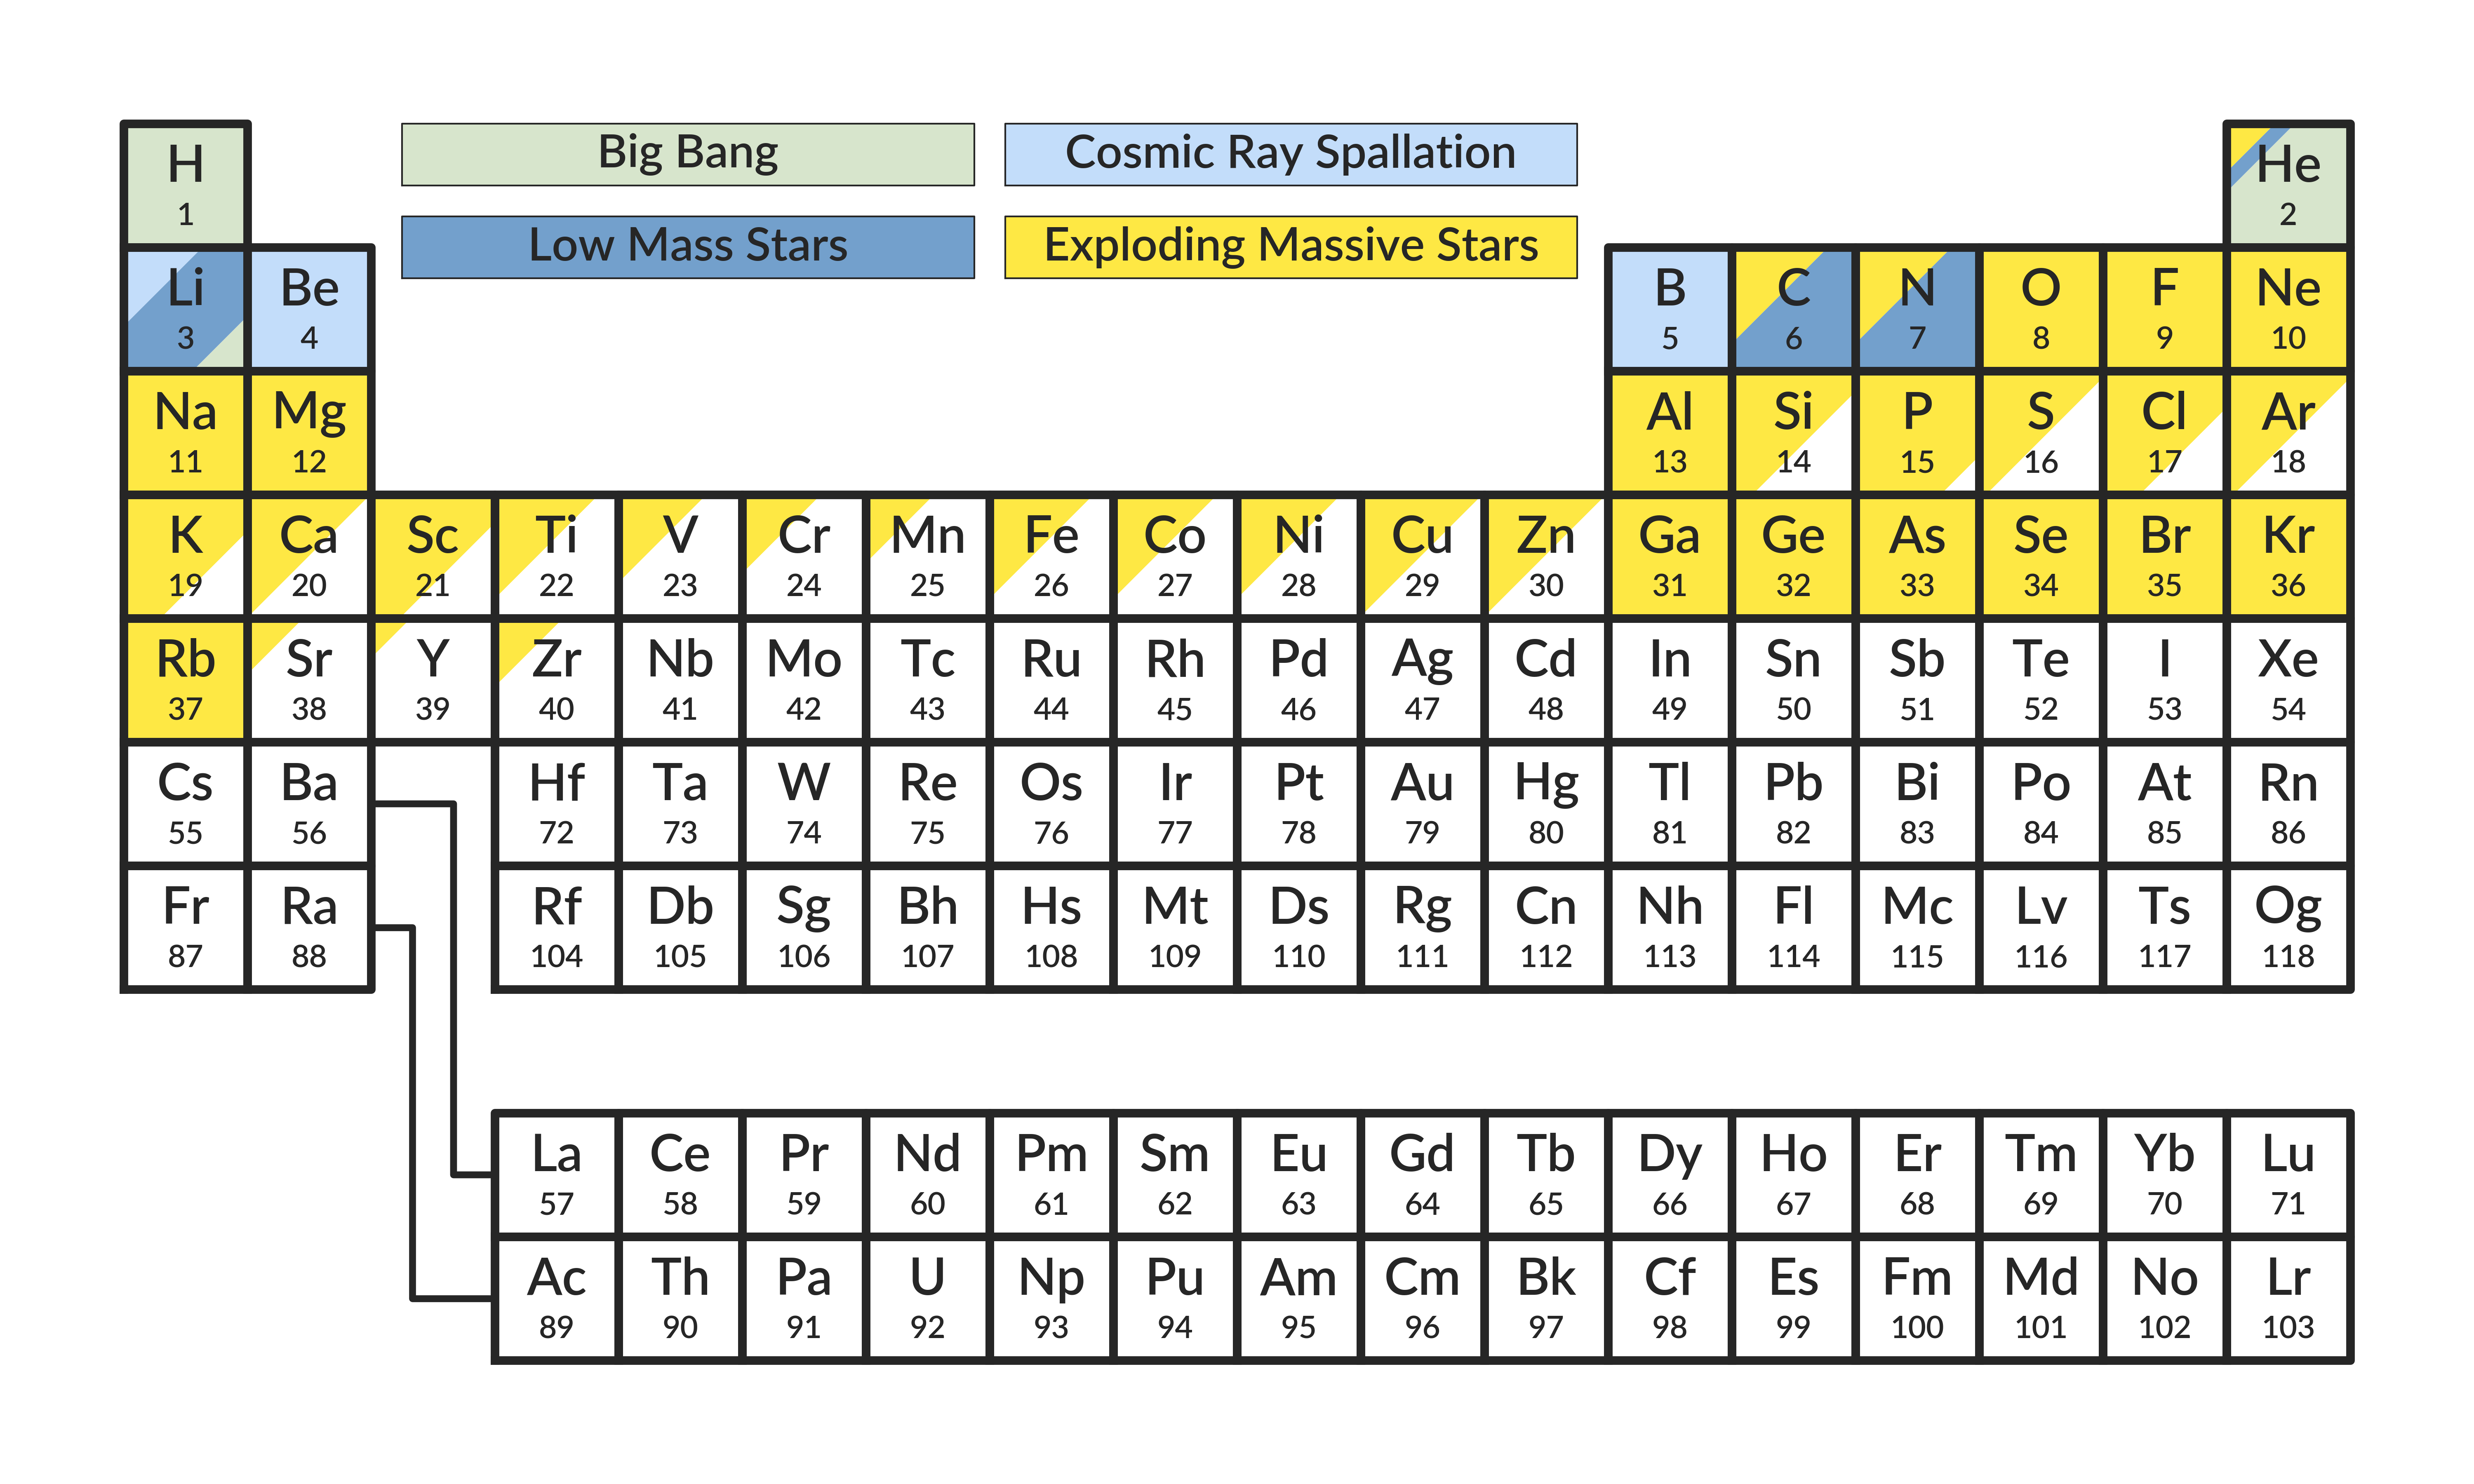 H He
1 2
Big Bang Cosmic Ray Spallation
Low Mass Stars Exploding Massive Stars
Li Be B C N O F Ne
3 4 5 6 7 8 9 10
Na Mg Al Si P S Cl Ar
11 12 13 14 15 16 17 18
K Ca Sc Ti V Cr Mn Fe Co Ni Cu Zn Ga Ge As Se Br Kr
19 20 21 22 23 24 25 26 27 28 29 30 31 32 33 34 35 36
Rb Sr Y Zr Nb Mo Tc Ru Rh Pd Ag Cd In Sn Sb Te I Xe
37 38 39 40 41 42 43 44 45 46 47 48 49 50 51 52 53 54
Cs Ba Hf Ta W Re Os Ir Pt Au Hg Tl Pb Bi Po At Rn
55 56 72 73 74 75 76 77 78 79 80 81 82 83 84 85 86
Fr Ra Rf Db Sg Bh Hs Mt Ds Rg Cn Nh Fl Mc Lv Ts Og
87 88 104 105 106 107 108 109 110 111 112 113 114 115 116 117 118
La Ce Pr Nd Pm Sm Eu Gd Tb Dy Ho Er Tm Yb Lu
57 58 59 60 61 62 63 64 65 66 67 68 69 70 71
Ac Th Pa U Np Pu Am Cm Bk Cf Es Fm Md No Lr
89 90 91 92 93 94 95 96 97 98 99 100 101 102 103